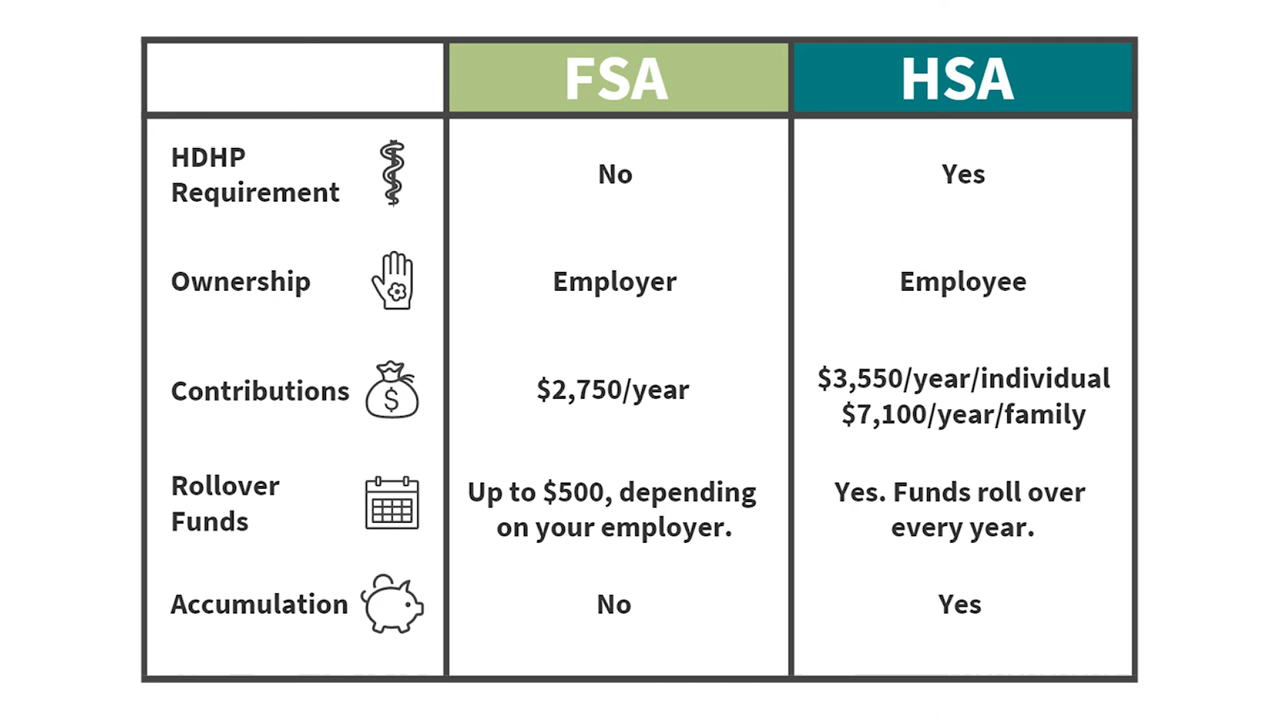 FSA
HSA
HDHP
Requirement
No
Yes
Ownership
Employer
Employee
Contributions
$
$2,750/year
$3,550/year/individual
$7,100/year/family
Rollover
Funds
Up to $500, depending
on your employer.
Yes. Funds roll over
every year.
Accumulation
No
Yes